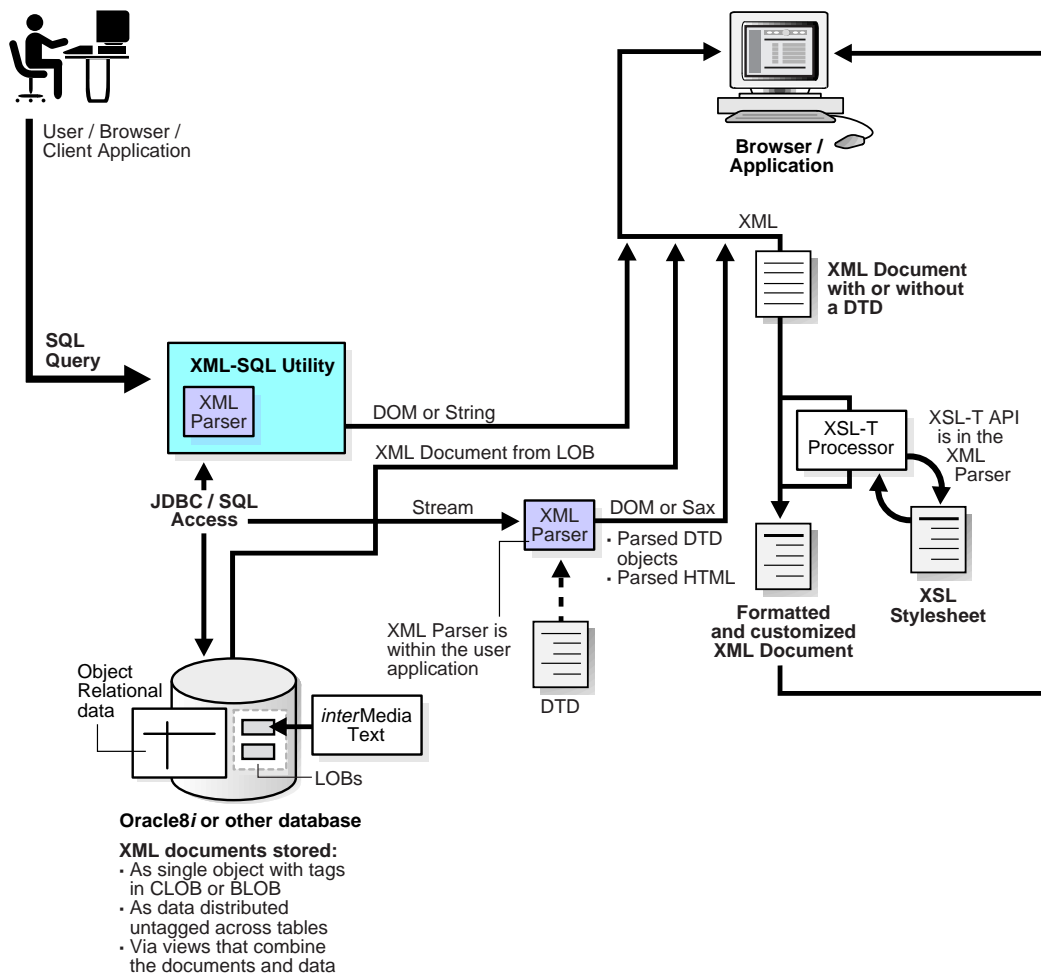 User / Browser /
Client Application
Browser /
Application
XML
XML Document
with or without
a DTD
SQL
Query
XML-SQL Utility
XML
Parser
DOM or String
XML Document from LOB
XSL-T
Processor
XSL-T API
is in the
XML
Parser
JDBC / SQL
Access
Stream
XML
Parser
DOM or Sax
· Parsed DTD
objects
· Parsed HTML
XSL
Stylesheet
Formatted
and customized
XML Document
XML Parser is
within the user
application
DTD
Object
Relational
data
interMedia
Text
LOBs
Oracle8i or other database
XML documents stored:
· As single object with tags
in CLOB or BLOB
· As data distributed
untagged across tables
· Via views that combine
the documents and data